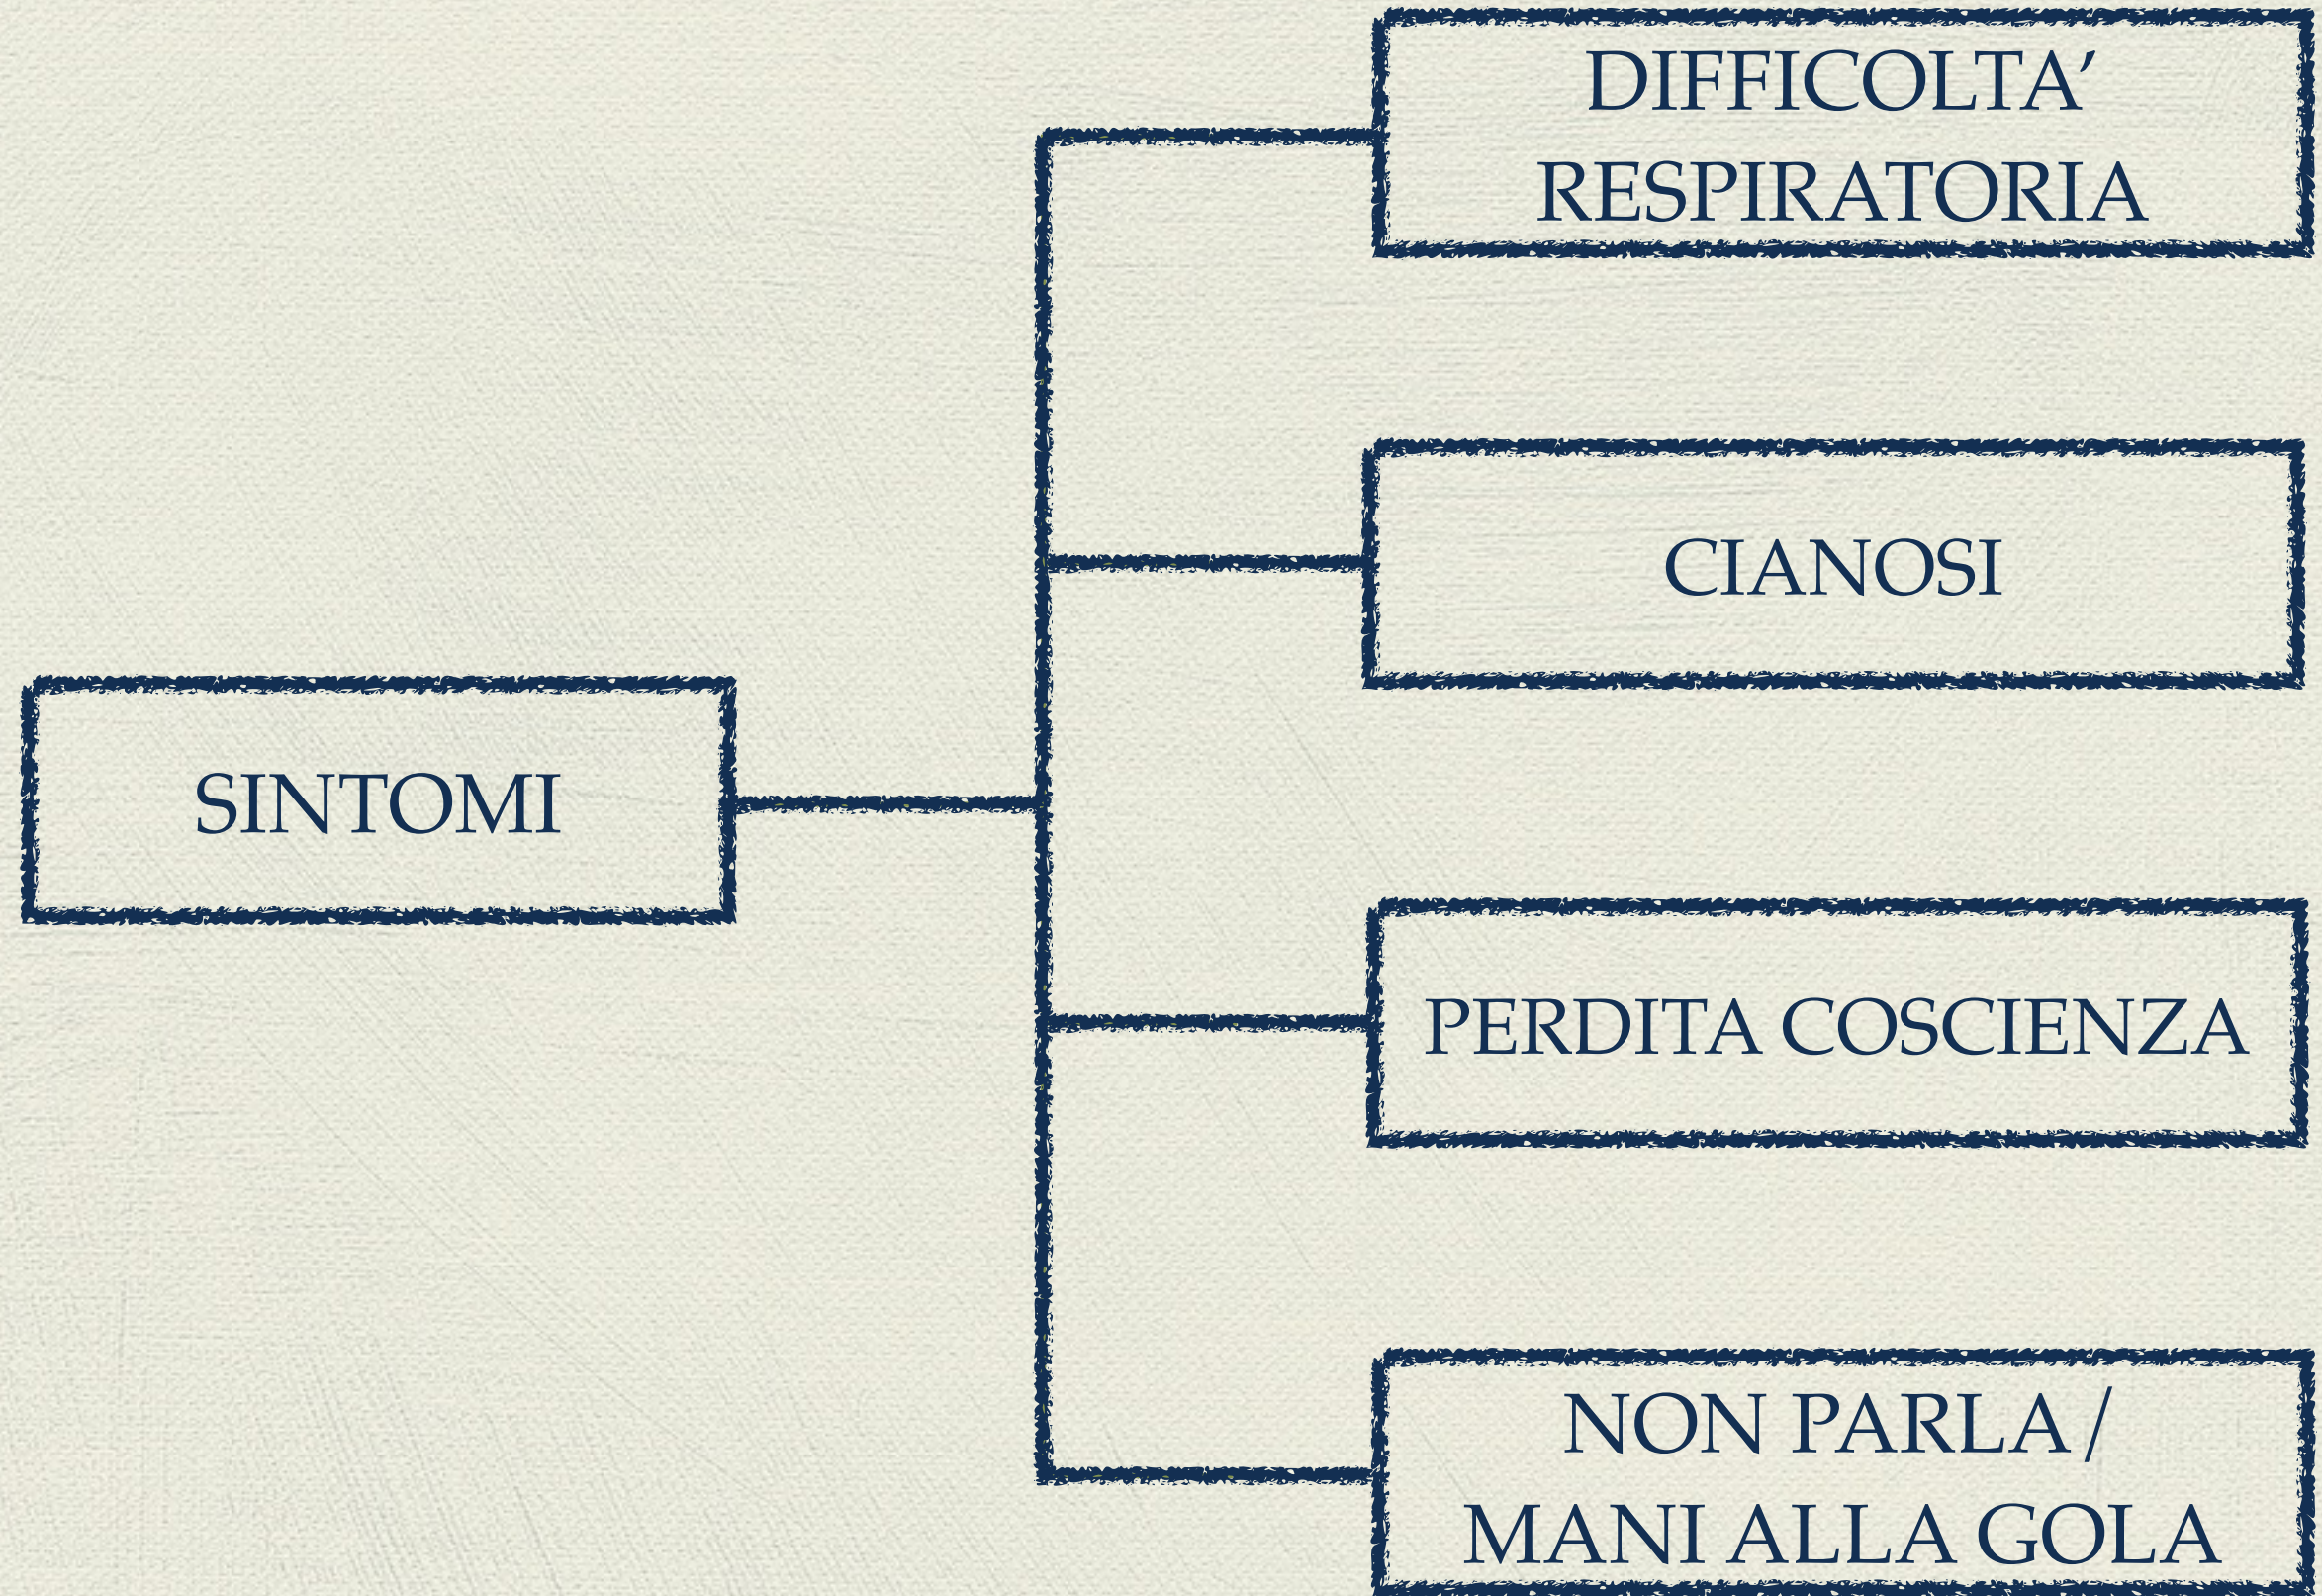 DIFFICOLTA’
RESPIRATORIA
CIANOSI
SINTOMI
PERDITA COSCIENZA
NON PARLA /
MANI ALLA GOLA